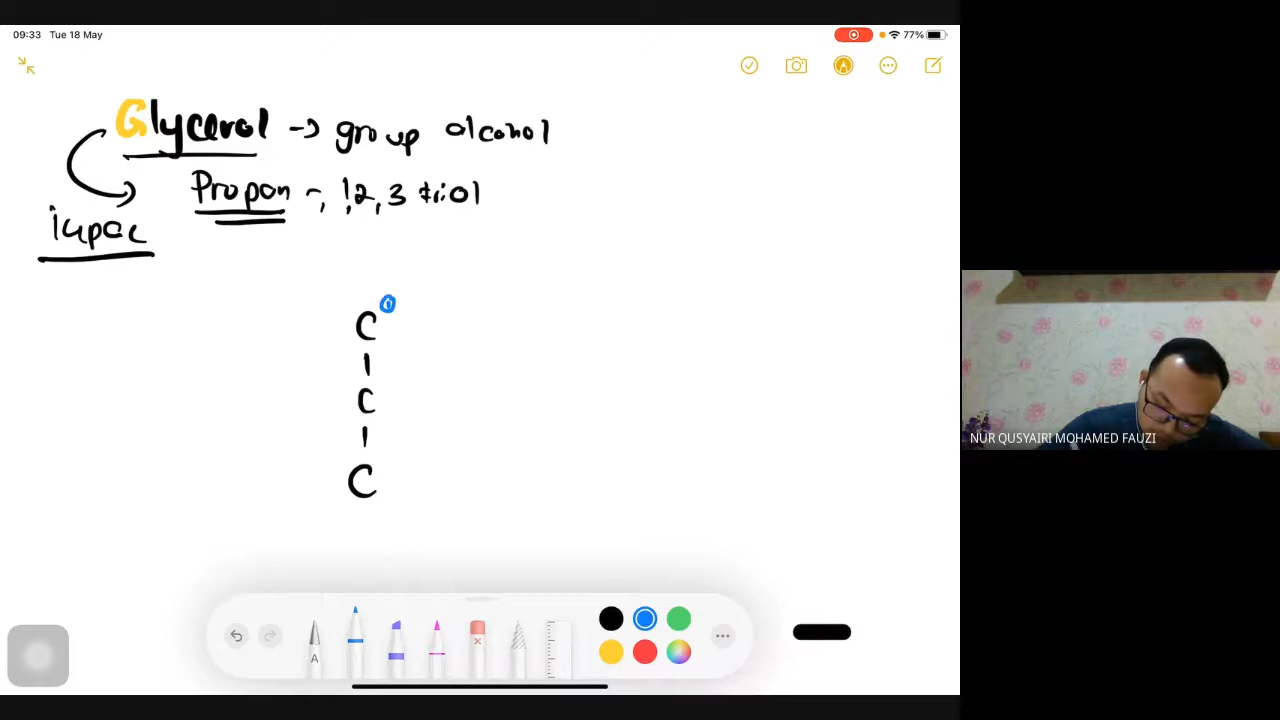 09:33 Tue 18 May 77%
Glycerol → group alcohol
Propan -, 1,2,3 triol
iupac
0
C
C
C
A
NUR QUSYAIRI MOHAMED FAUZI